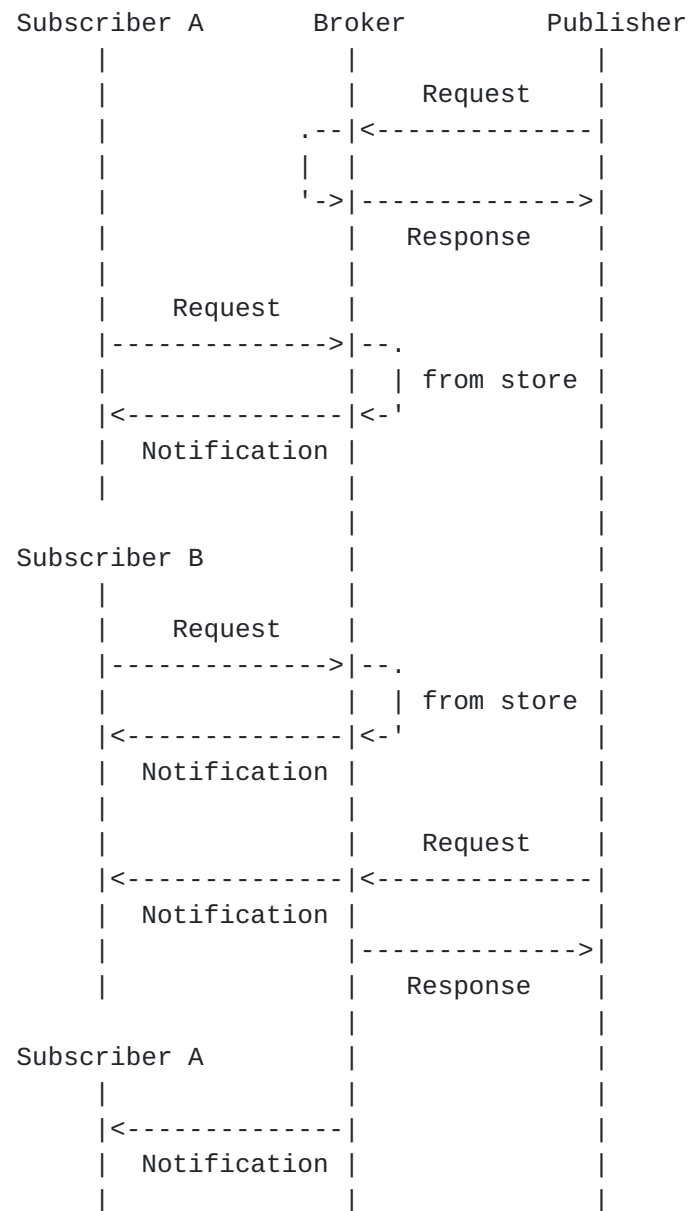 Subscriber A Broker Publisher
Request
Response
Request
from store
Notification
Subscriber B
Request
from store
Notification
Request
Notification
Response
Subscriber A
Notification